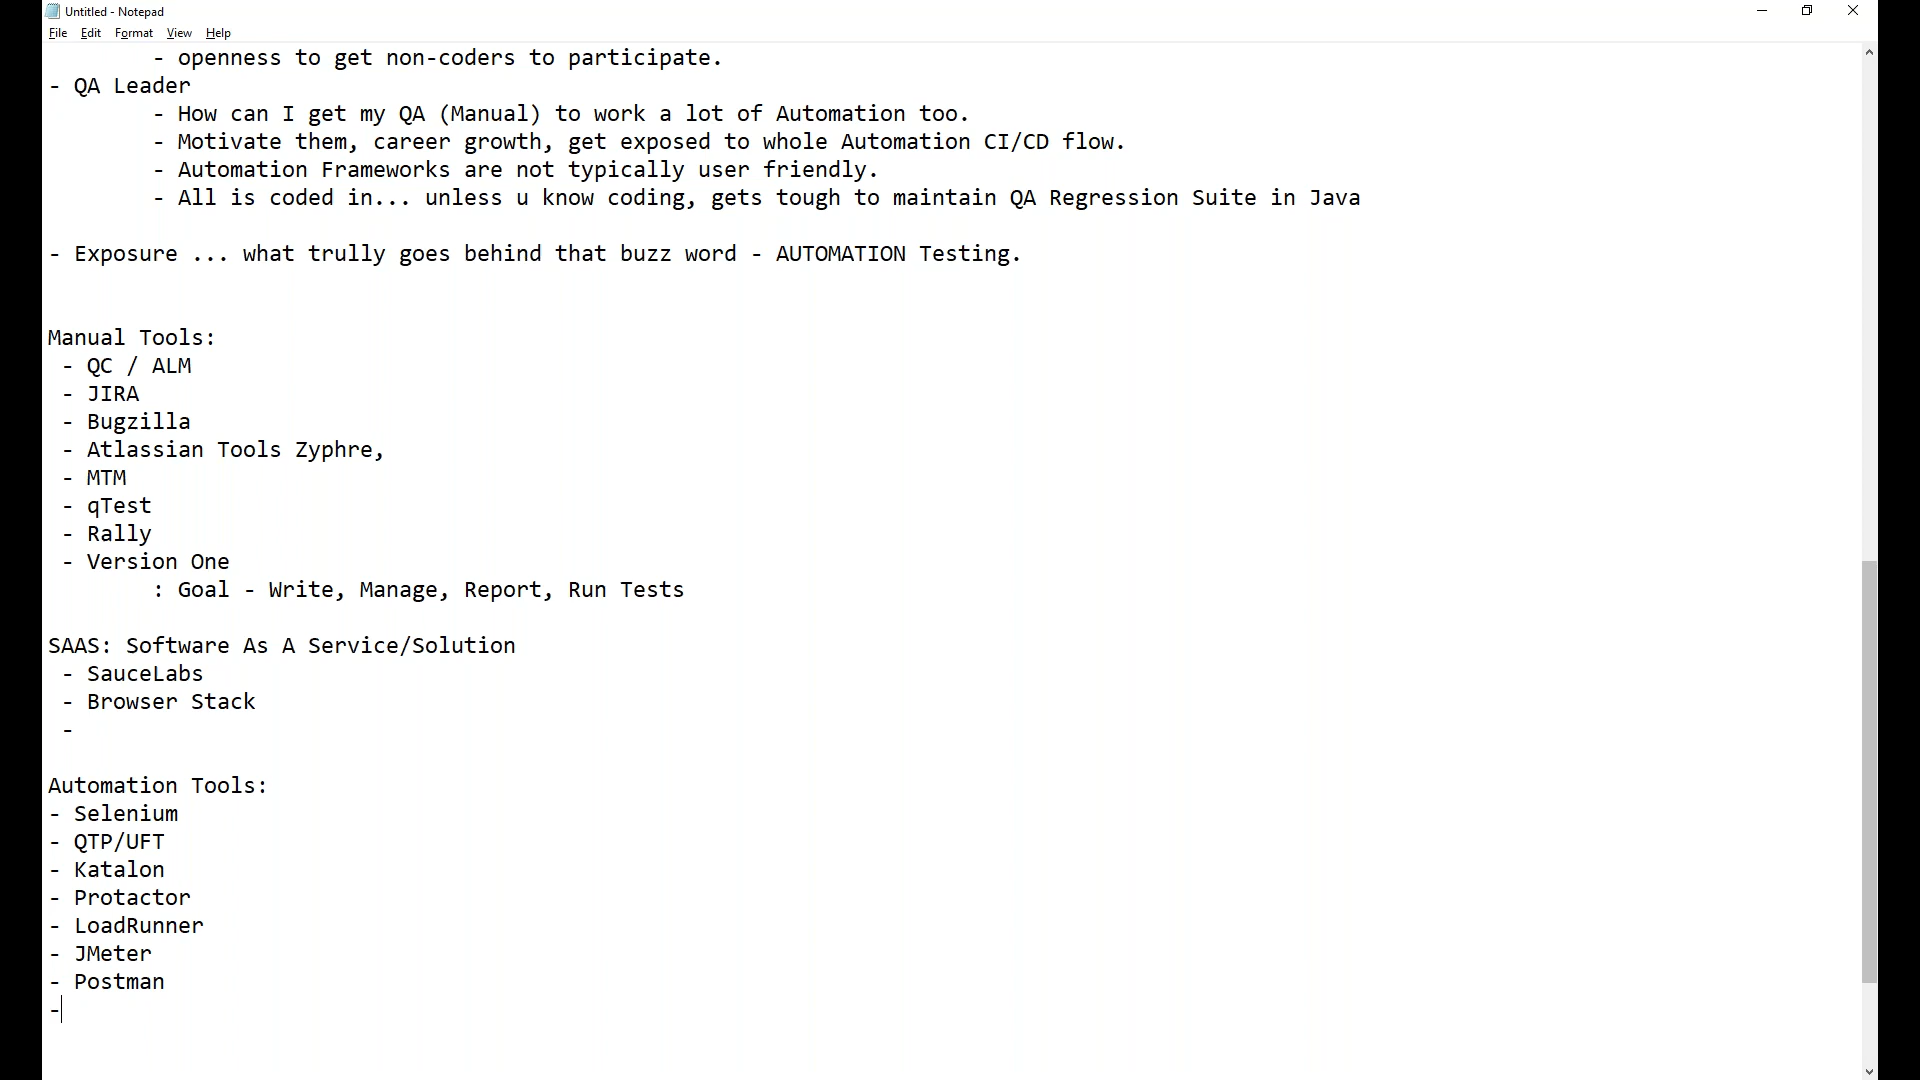 Untitled - Notepad
File Edit Format View Help
- openness to get non-coders to participate.
- QA Leader
- How can I get my QA (Manual) to work a lot of Automation too.
- Motivate them, career growth, get exposed to whole Automation CI/CD flow.
- Automation Frameworks are not typically user friendly.
- All is coded in... unless u know coding, gets tough to maintain QA Regression Suite in Java
- Exposure ... what trully goes behind that buzz word - AUTOMATION Testing.
Manual Tools:
- QC / ALM
- JIRA
- Bugzilla
- Atlassian Tools Zyphre,
- MTM
- qTest
- Rally
- Version One
: Goal - Write, Manage, Report, Run Tests
SAAS: Software As A Service/Solution
- SauceLabs
- Browser Stack
-
Automation Tools:
- Selenium
- QTP/UFT
- Katalon
- Protactor
- LoadRunner
- JMeter
- Postman
-